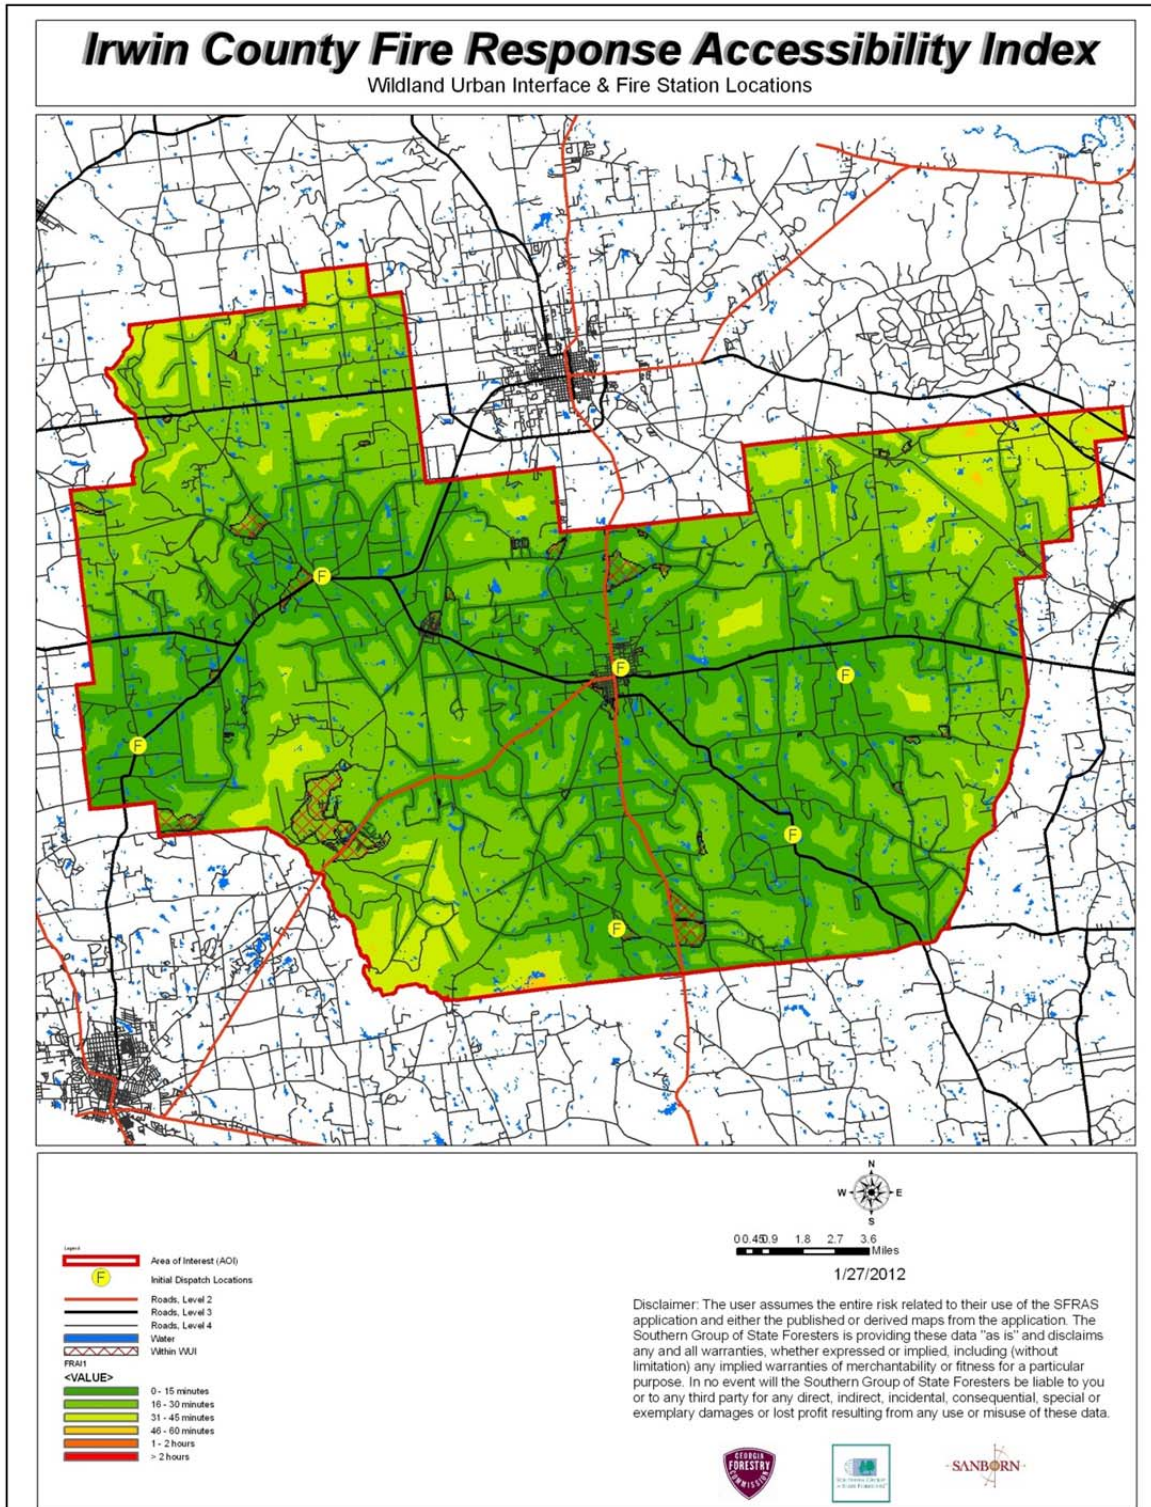 Irwin County Fire Response Accessibility Index
Wildland Urban Interface & Fire Station Locations
F
F
F
F
F
F
N
W
E
S
0 0.45 0.9 1.8 2.7 3.6
Miles
1/27/2012
Legend
Area of Interest (AOI)
F
Initial Dispatch Locations
Roads, Level 2
Roads, Level 3
Roads, Level 4
Water
Within WUI
FRAI1
<VALUE>
0 - 15 minutes
16 - 30 minutes
31 - 45 minutes
46 - 60 minutes
1 - 2 hours
> 2 hours
Disclaimer: The user assumes the entire risk related to their use of the SFRAS
application and either the published or derived maps from the application. The
Southern Group of State Foresters is providing these data "as is" and disclaims
any and all warranties, whether expressed or implied, including (without
limitation) any implied warranties of merchantability or fitness for a particular
purpose. In no event will the Southern Group of State Foresters be liable to you
or to any third party for any direct, indirect, incidental, consequential, special or
exemplary damages or lost profit resulting from any use or misuse of these data.
GEORGIA
FORESTRY
COMMISSION
SANBORN